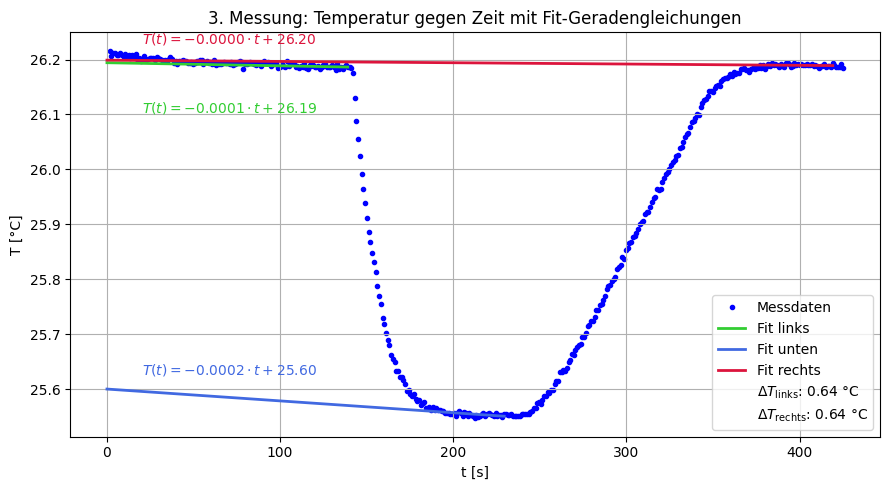 3. Messung: Temperatur gegen Zeit mit Fit-Geradengleichungen
T(t) = −0.0000 · t + 26.20
T(t) = −0.0001 · t + 26.19
T(t) = −0.0002 · t + 25.60
T [°C]
26.2
26.1
26.0
25.9
25.8
25.7
25.6
Messdaten
Fit links
Fit unten
Fit rechts
ΔT_links: 0.64 °C
ΔT_rechts: 0.64 °C
0 100 200 300 400
t [s]